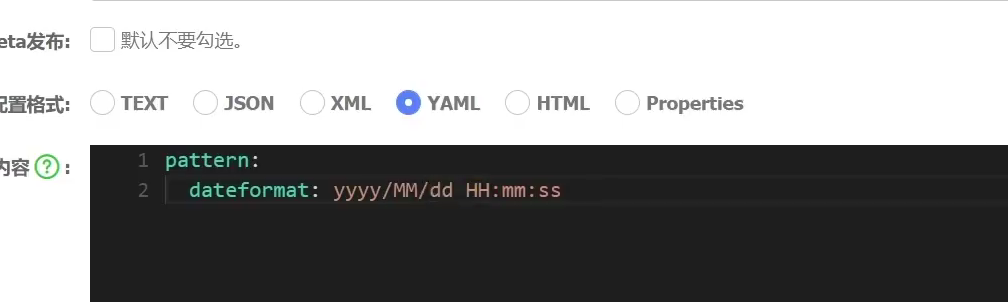 eta发布: 默认不要勾选。
配置格式: TEXT JSON XML YAML HTML Properties
内容 ? :
1 pattern:
2 dateformat: yyyy/MM/dd HH:mm:ss